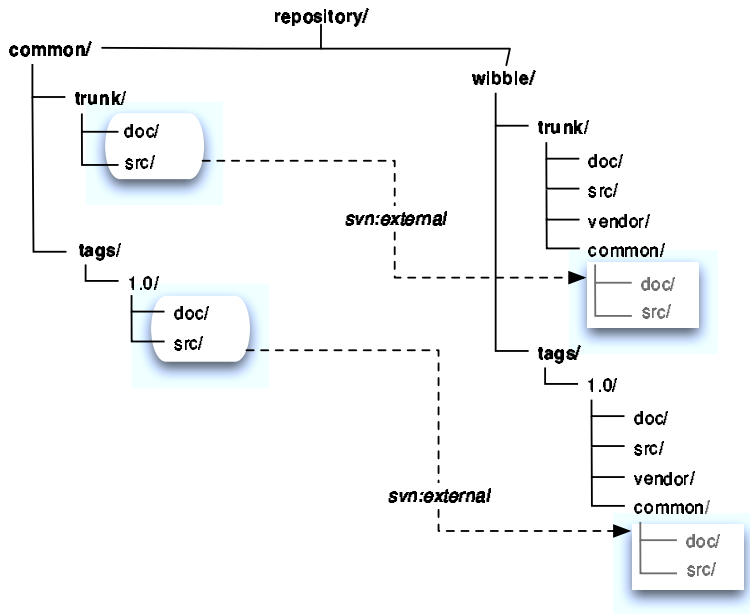 repository/
common/
trunk/
doc/
src/
svn:external
tags/
1.0/
doc/
src/
svn:external
wibble/
trunk/
doc/
src/
vendor/
common/
doc/
src/
tags/
1.0/
doc/
src/
vendor/
common/
doc/
src/